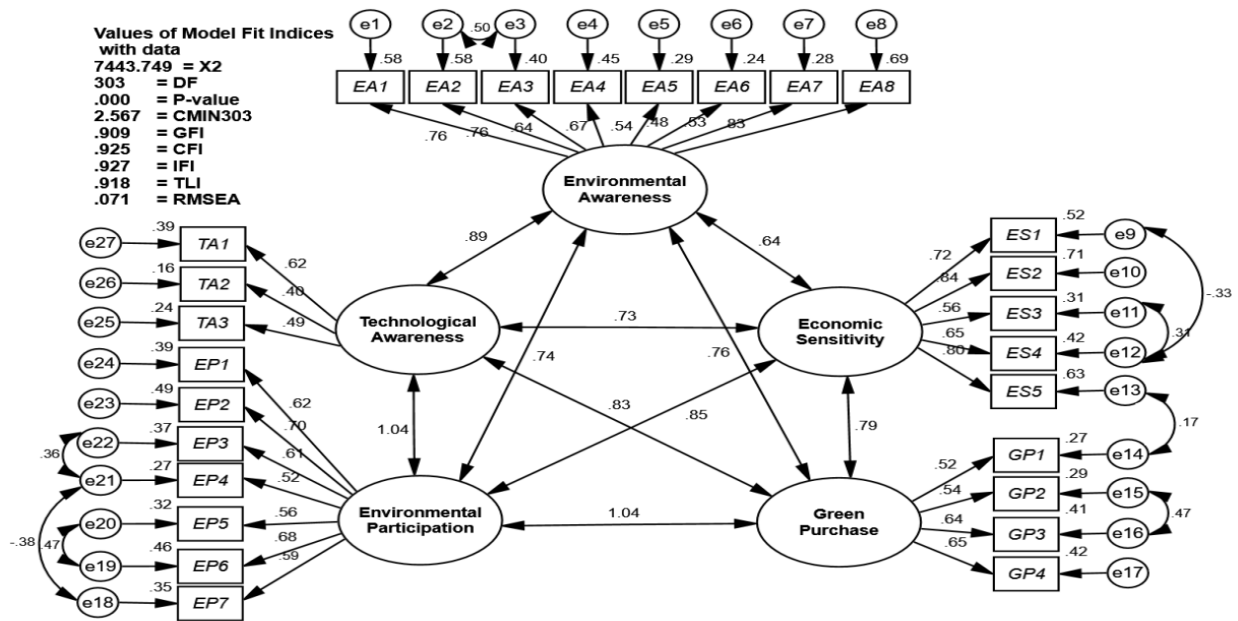 Values of Model Fit Indices
with data
7443.749 = X2
303 = DF
.000 = P-value
2.567 = CMIN303
.909 = GFI
.925 = CFI
.927 = IFI
.918 = TLI
.071 = RMSEA
e1 e2 e3 e4 e5 e6 e7 e8
.50
.58 .58 .40 .45 .29 .24 .28 .69
EA1 EA2 EA3 EA4 EA5 EA6 EA7 EA8
.76 .76 .64 .67 .54 .48 .53 .83
Environmental
Awareness
.89 .64
.74 .76
e27 .39 TA1 .62
e26 .16 TA2 .40
e25 .24 TA3 .49
Technological
Awareness
.73
Economic
Sensitivity
.72 ES1 .52 e9
.84 ES2 .71 e10
.56 ES3 .31 e11
.65 ES4 .42 e12
.80 ES5 .63 e13
-.33
.31
.17
1.04 .83 .85 .79
e24 .39 EP1 .62
e23 .49 EP2 .70
e22 .37 EP3 .61
e21 .27 EP4 .52
e20 .32 EP5 .56
e19 .46 EP6 .68
e18 .35 EP7 .59
.36
-.38
.47
Environmental
Participation
1.04
Green
Purchase
.52 GP1 .27 e14
.54 GP2 .29 e15
.64 GP3 .41 e16
.65 GP4 .42 e17
.47